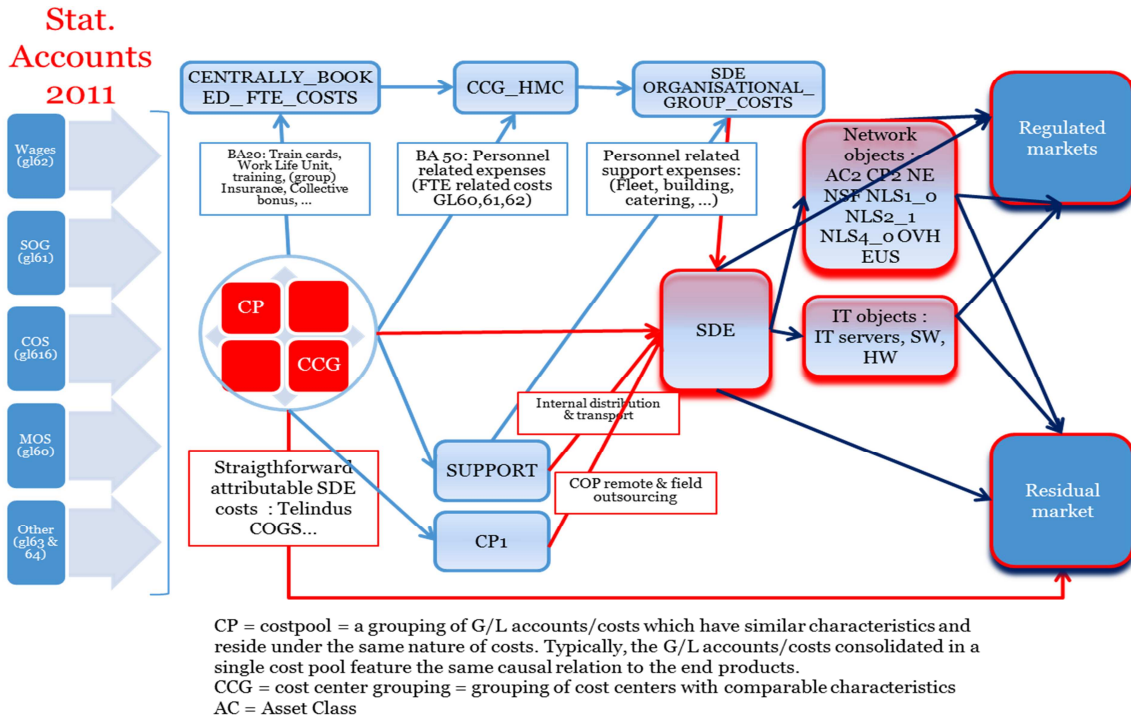 Stat.
Accounts
2011
Wages
(gl62)
SOG
(gl61)
COS
(gl616)
MOS
(gl60)
Other
(gl63 &
64)
CENTRALLY_BOOK
ED_FTE_COSTS
CCG_HMC
SDE
ORGANISATIONAL_
GROUP_COSTS
BA20: Train cards,
Work Life Unit,
training, (group)
Insurance, Collective
bonus, ...
BA 50: Personnel
related expenses
(FTE related costs
GL60,61,62)
Personnel related
support expenses:
(Fleet, building,
catering, ...)
CP
CCG
Straigthforward
attributable SDE
costs : Telindus
COGS...
SUPPORT
CP1
Internal distribution
& transport
COP remote & field
outsourcing
SDE
Network
objects :
AC2 CP2 NE
NSF NLS1_0
NLS2_1
NLS4_0 OVH
EUS
IT objects :
IT servers, SW,
HW
Regulated
markets
Residual
market
CP = costpool = a grouping of G/L accounts/costs which have similar characteristics and
reside under the same nature of costs. Typically, the G/L accounts/costs consolidated in a
single cost pool feature the same causal relation to the end products.
CCG = cost center grouping = grouping of cost centers with comparable characteristics
AC = Asset Class